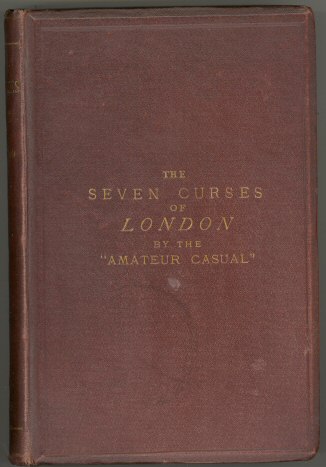 THE
SEVEN CURSES
OF
LONDON
BY THE
"AMATEUR CASUAL"